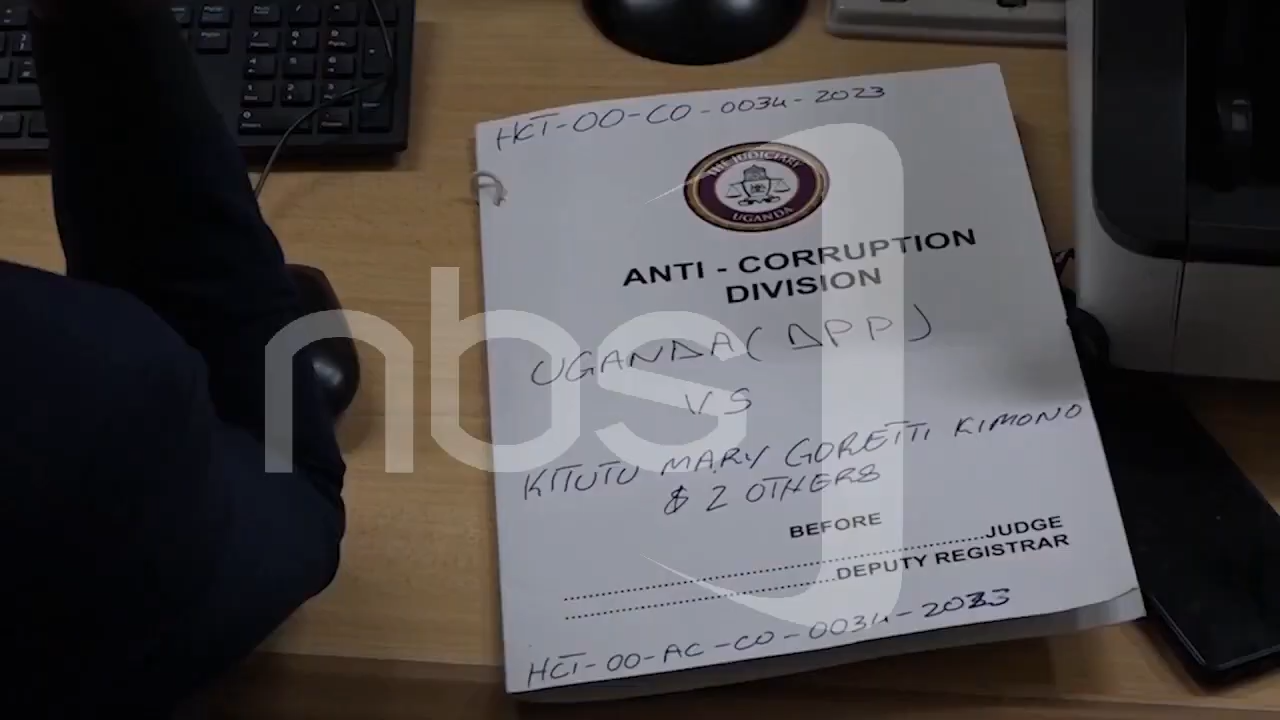 HCT-00-CO-0034-2023
THE JUDICIARY
UGANDA
ANTI - CORRUPTION
DIVISION
UGANDA (DPP)
VS
KITUTU MARY GORETTI KIMONO
& 2 OTHERS
BEFORE
........................................JUDGE
........................................DEPUTY REGISTRAR
HCT-00-AC-CO-0034-2023
nbs